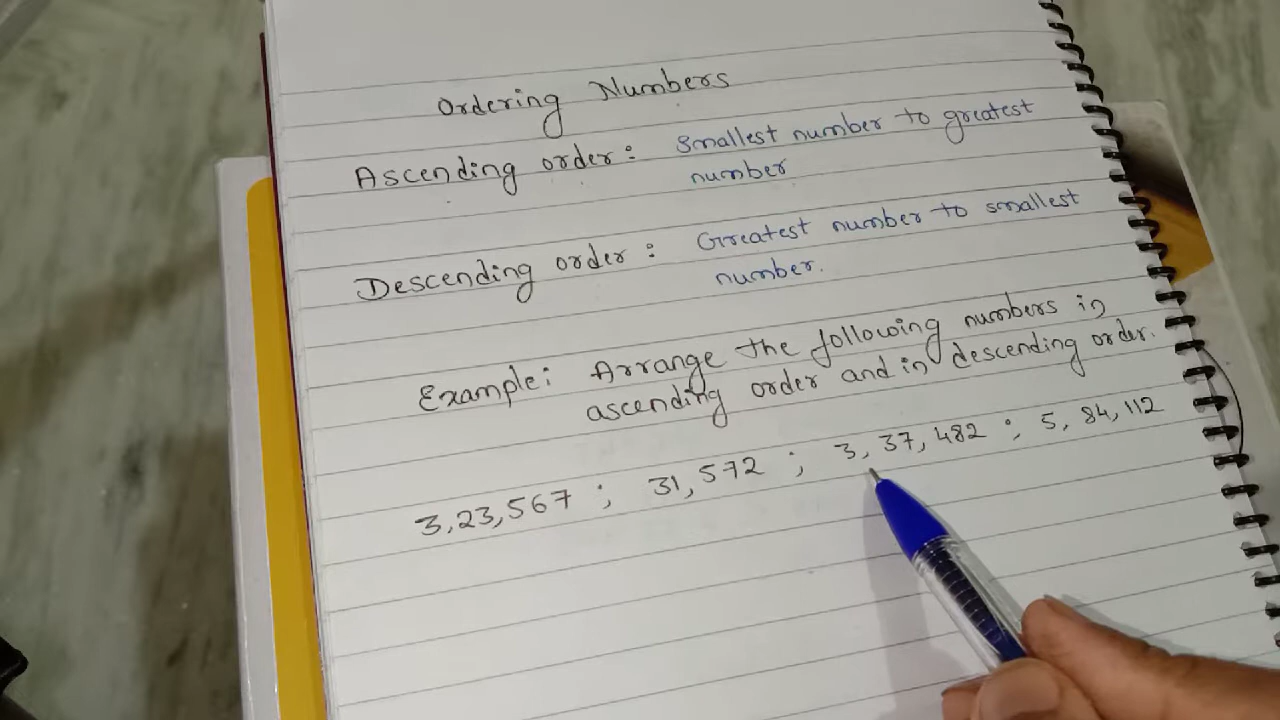 Ordering Numbers
Ascending order: Smallest number to greatest
number
Descending order: Greatest number to smallest
number.
Example: Arrange the following numbers in
ascending order and in descending order.
3,23,567 ; 31,572 ; 3,37,482 ; 5,84,112